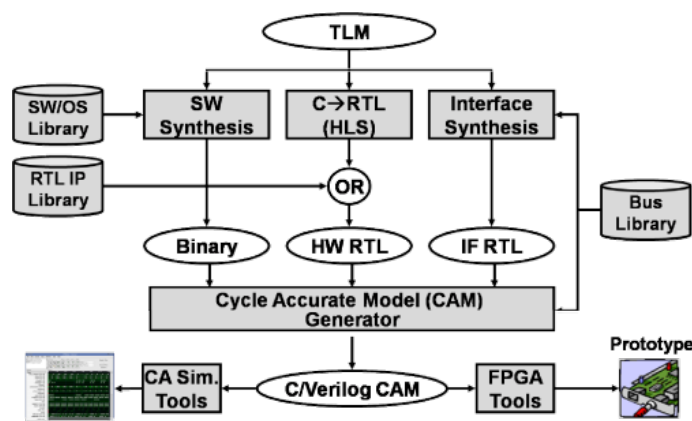 TLM
SW/OS
Library
SW
Synthesis
C→RTL
(HLS)
Interface
Synthesis
RTL IP
Library
OR
Bus
Library
Binary
HW RTL
IF RTL
Cycle Accurate Model (CAM)
Generator
Prototype
CA Sim.
Tools
C/Verilog CAM
FPGA
Tools